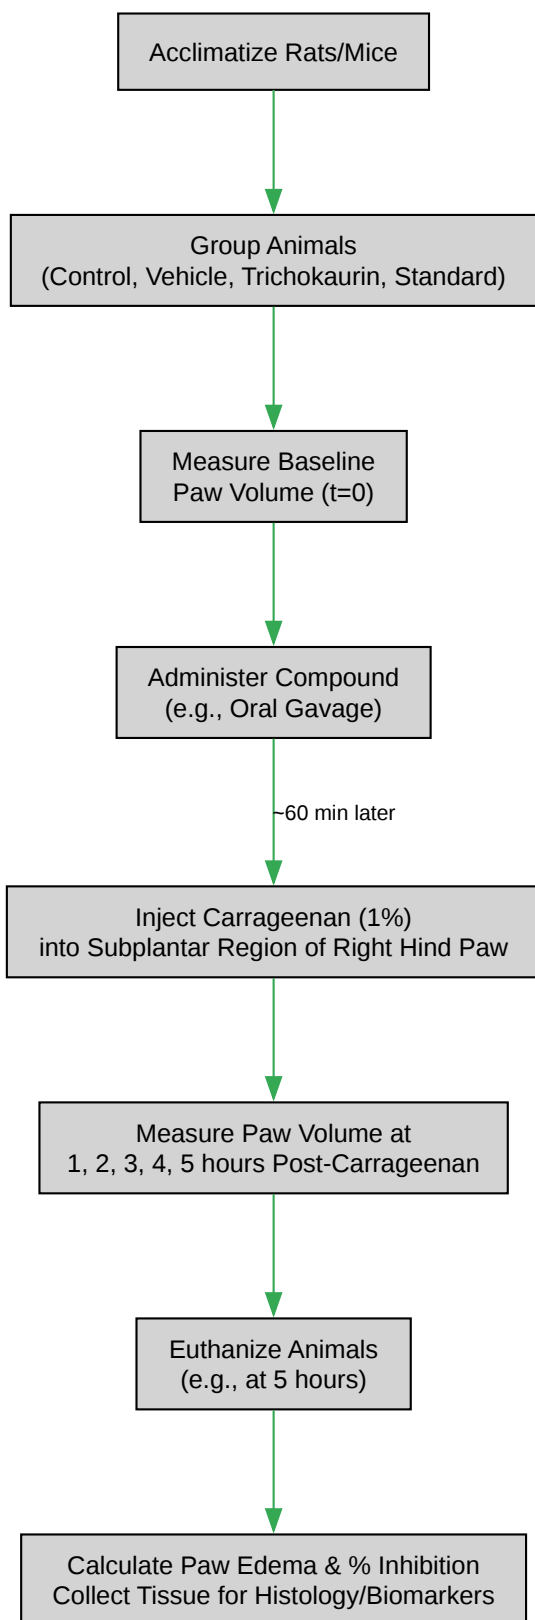 Acclimatize Rats/Mice
Group Animals
(Control, Vehicle, Trichokaurin, Standard)
Measure Baseline
Paw Volume (t=0)
Administer Compound
(e.g., Oral Gavage)
~60 min later
Inject Carrageenan (1%)
into Subplantar Region of Right Hind Paw
Measure Paw Volume at
1, 2, 3, 4, 5 hours Post-Carrageenan
Euthanize Animals
(e.g., at 5 hours)
Calculate Paw Edema & % Inhibition
Collect Tissue for Histology/Biomarkers